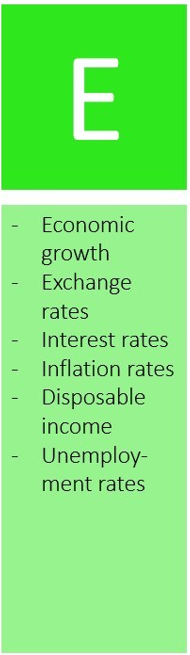 E
- Economic
growth
- Exchange
rates
- Interest rates
- Inflation rates
- Disposable
income
- Unemploy-
ment rates